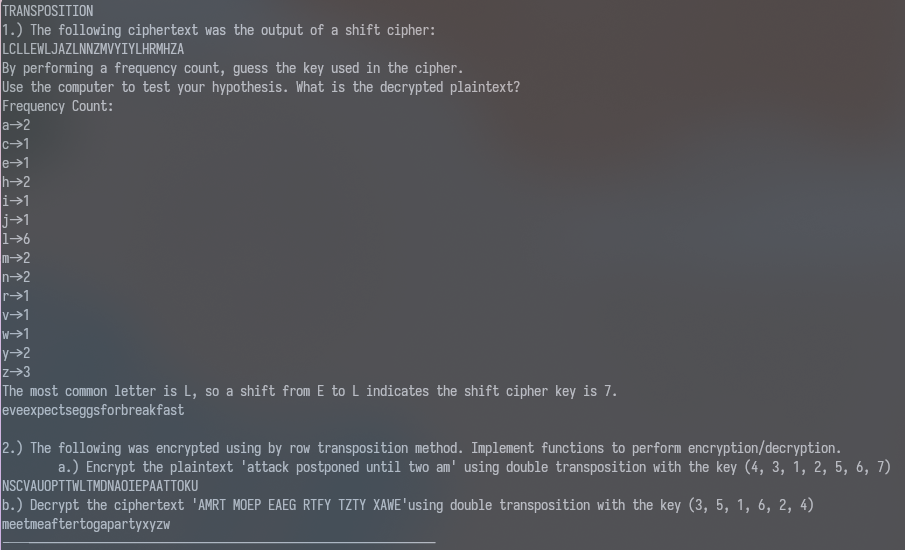 TRANSPOSITION
1.) The following ciphertext was the output of a shift cipher:
LCLLEWLJAZLNNZMVYIYLHRMHZA
By performing a frequency count, guess the key used in the cipher.
Use the computer to test your hypothesis. What is the decrypted plaintext?
Frequency Count:
a→2
c→1
e→1
h→2
i→1
j→1
l→6
m→2
n→2
r→1
v→1
w→1
y→2
z→3
The most common letter is L, so a shift from E to L indicates the shift cipher key is 7.
eveexpectseggsforbreakfast
2.) The following was encrypted using by row transposition method. Implement functions to perform encryption/decryption.
a.) Encrypt the plaintext 'attack postponed until two am' using double transposition with the key (4, 3, 1, 2, 5, 6, 7)
NSCVAUOPTTWLTMDNAOIEPAATTOKU
b.) Decrypt the ciphertext 'AMRT MOEP EAEG RTFY TZTY XAWE'using double transposition with the key (3, 5, 1, 6, 2, 4)
meetmeaftertogapartyxyzw